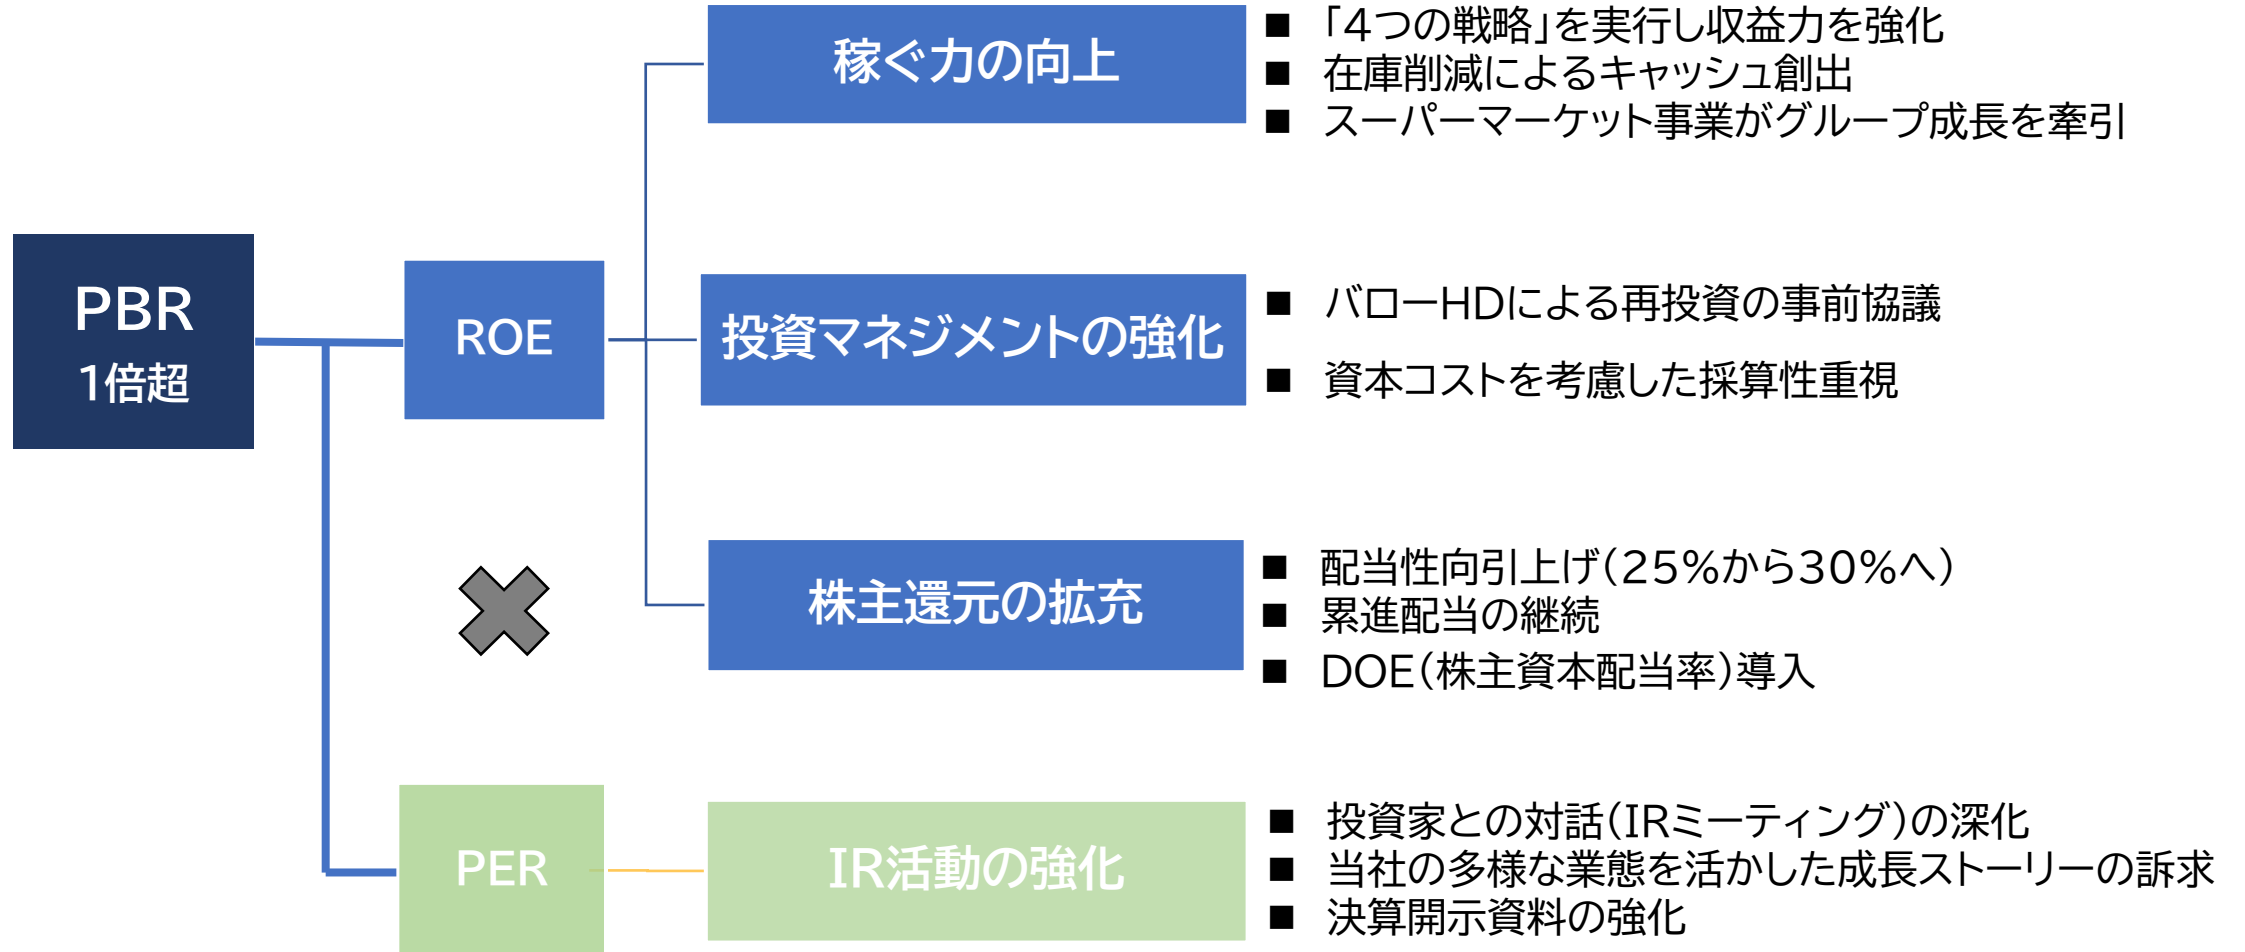 PBR
1倍超
ROE
稼ぐ力の向上
■ 「4つの戦略」を実行し収益力を強化
■ 在庫削減によるキャッシュ創出
■ スーパーマーケット事業がグループ成長を牽引
投資マネジメントの強化
■ バローHDによる再投資の事前協議
■ 資本コストを考慮した採算性重視
株主還元の拡充
■ 配当性向引上げ(25%から30%へ)
■ 累進配当の継続
■ DOE(株主資本配当率)導入
PER
IR活動の強化
■ 投資家との対話(IRミーティング)の深化
■ 当社の多様な業態を活かした成長ストーリーの訴求
■ 決算開示資料の強化